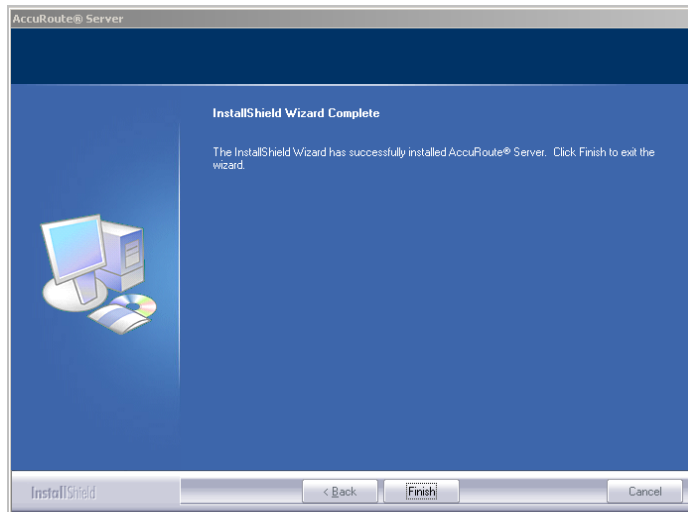 AccuRoute® Server
InstallShield Wizard Complete
The InstallShield Wizard has successfully installed AccuRoute® Server. Click Finish to exit the
wizard.
InstallShield
< Back
Finish
Cancel